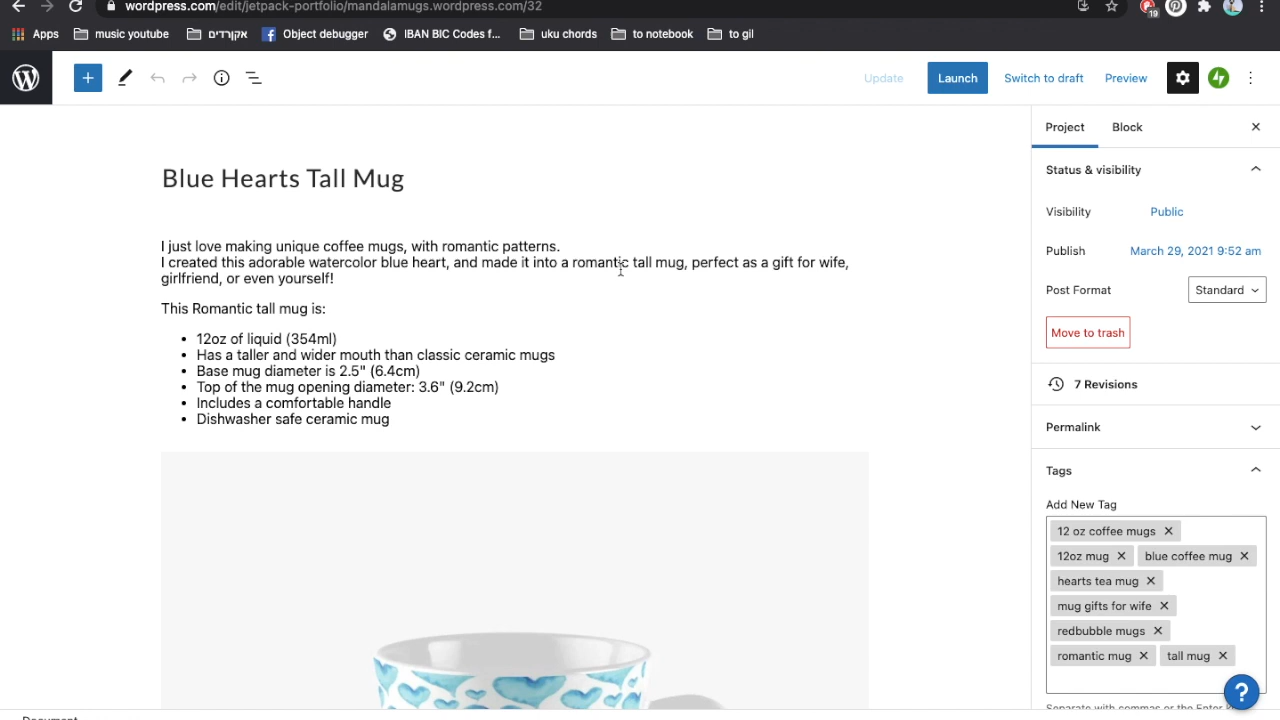 wordpress.com/edit/jetpack-portfolio/mandalamugs.wordpress.com/32
19
Apps music youtube אקורדים Object debugger IBAN BIC Codes f... uku chords to notebook to gil
Update Launch Switch to draft Preview
Project Block
Status & visibility
Visibility Public
Publish March 29, 2021 9:52 am
Post Format Standard
Move to trash
7 Revisions
Permalink
Tags
Add New Tag
12 oz coffee mugs
12oz mug blue coffee mug
hearts tea mug
mug gifts for wife
redbubble mugs
romantic mug tall mug
Separate with commas or the Enter
Blue Hearts Tall Mug
I just love making unique coffee mugs, with romantic patterns.
I created this adorable watercolor blue heart, and made it into a romantic tall mug, perfect as a gift for wife,
girlfriend, or even yourself!
This Romantic tall mug is:
• 12oz of liquid (354ml)
• Has a taller and wider mouth than classic ceramic mugs
• Base mug diameter is 2.5" (6.4cm)
• Top of the mug opening diameter: 3.6" (9.2cm)
• Includes a comfortable handle
• Dishwasher safe ceramic mug
Document